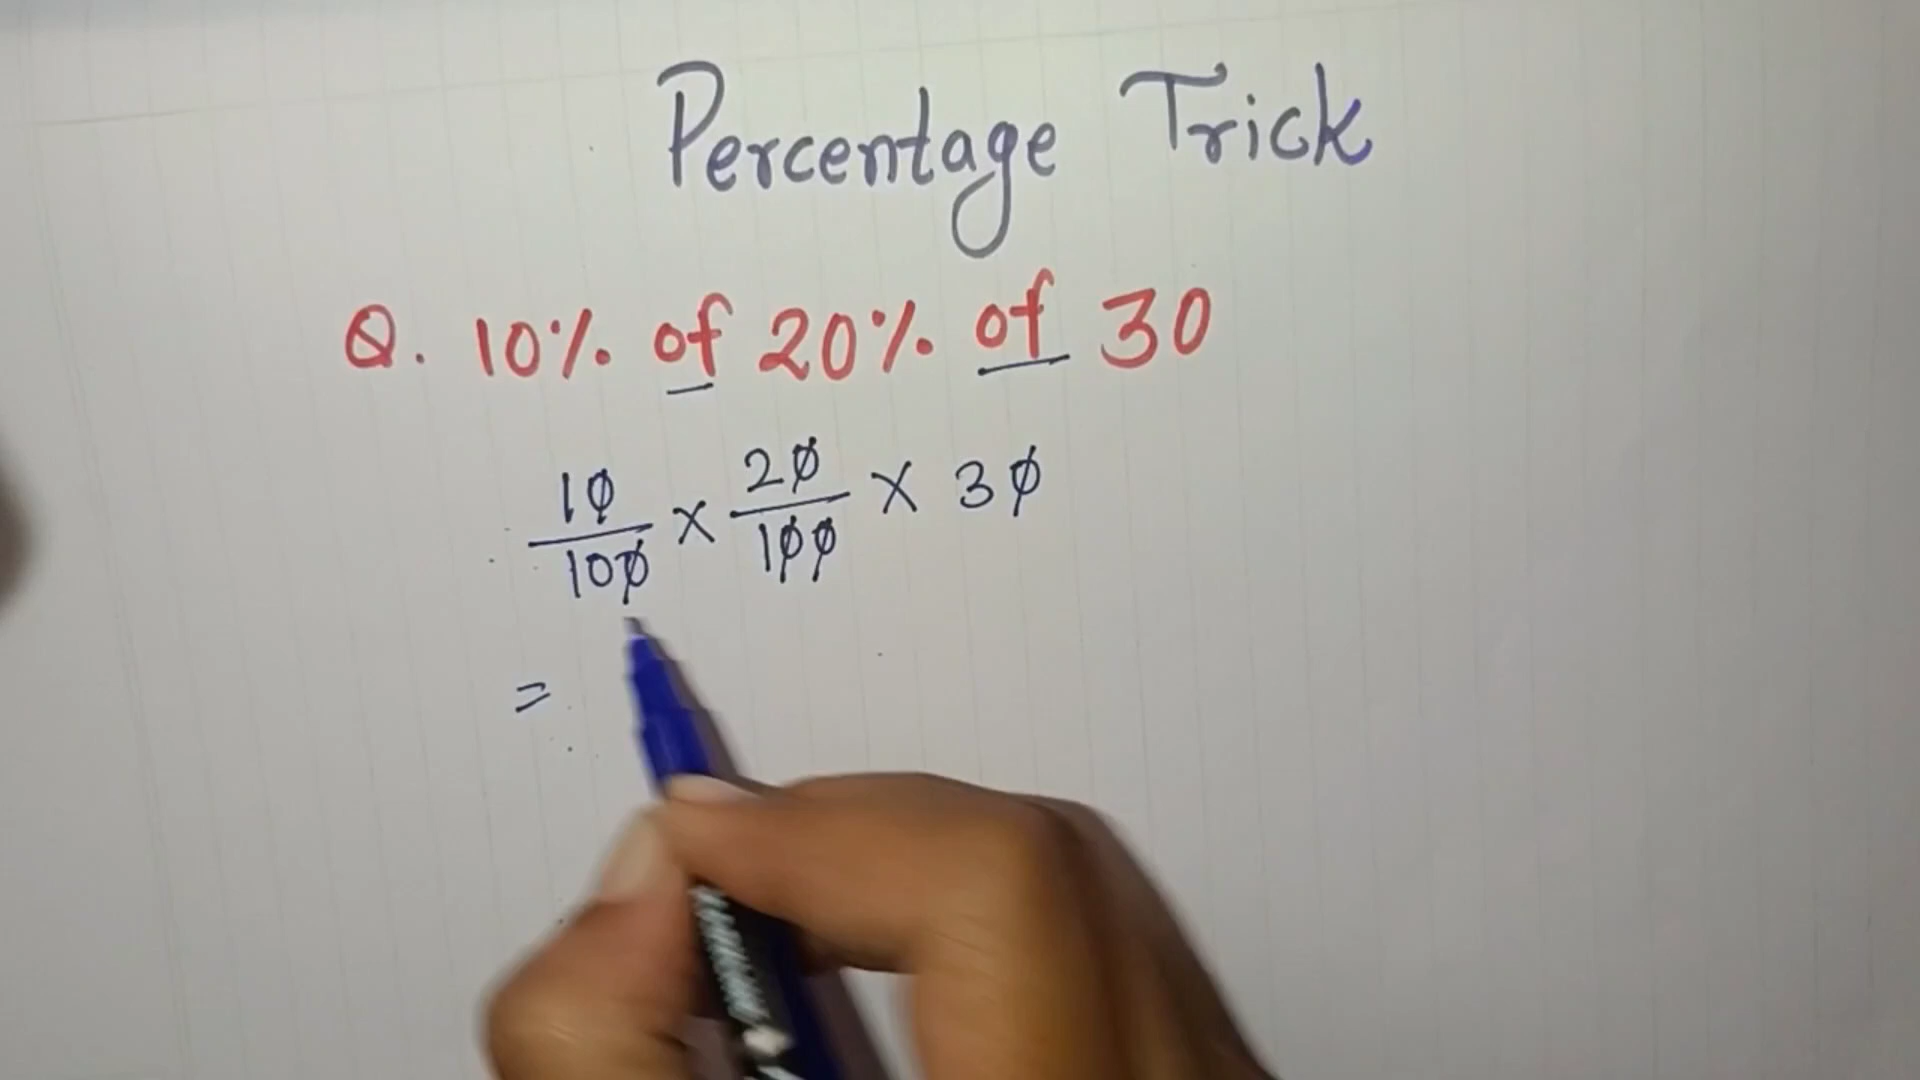 Percentage Trick
Q. 10% of 20% of 30
10/100 × 20/100 × 30
=